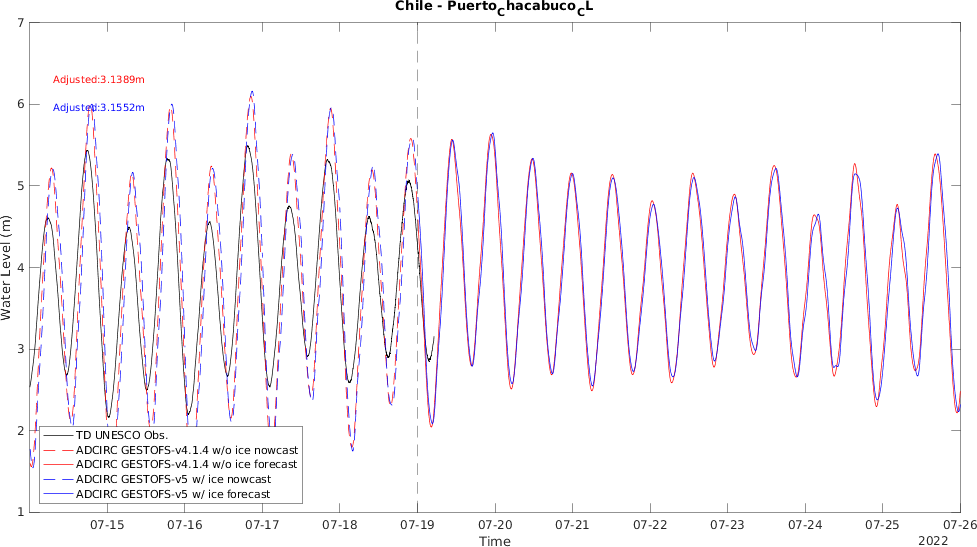 Chile - Puerto_Chacabuco_CL
Adjusted:3.1389m
Adjusted:3.1552m
Water Level (m)
7
6
5
4
3
2
1
TD UNESCO Obs.
ADCIRC GESTOFS-v4.1.4 w/o ice nowcast
ADCIRC GESTOFS-v4.1.4 w/o ice forecast
ADCIRC GESTOFS-v5 w/ ice nowcast
ADCIRC GESTOFS-v5 w/ ice forecast
07-15 07-16 07-17 07-18 07-19 07-20 07-21 07-22 07-23 07-24 07-25 07-26
Time
2022